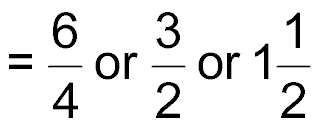 = 6/4 or 3/2 or 1 1/2